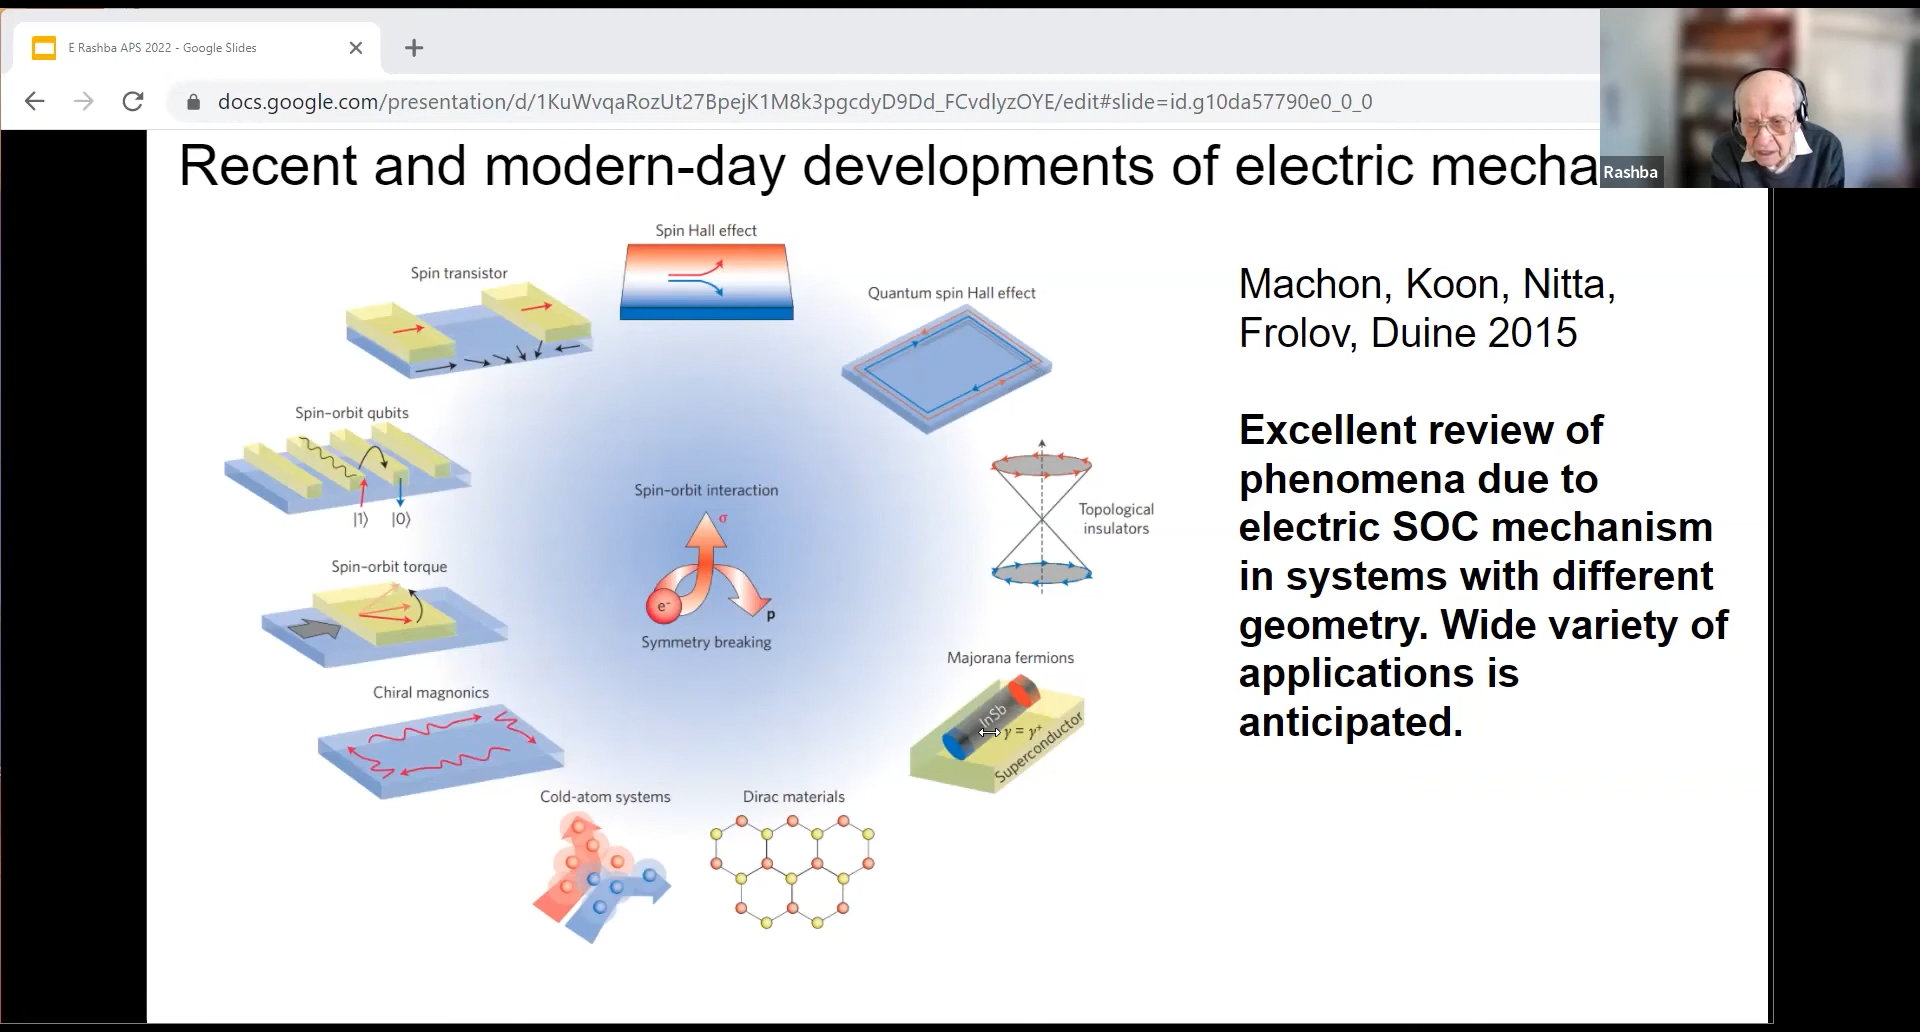 E Rashba APS 2022 - Google Slides
docs.google.com/presentation/d/1KuWvqaRozUt27BpejK1M8k3pgcdyD9Dd_FCvdlyzOYE/edit#slide=id.g10da57790e0_0_0
Rashba
Recent and modern-day developments of electric mecha
Spin Hall effect
Spin transistor
Quantum spin Hall effect
Spin-orbit qubits
|1⟩ |0⟩
Spin-orbit interaction
σ
e-
p
Symmetry breaking
Topological
insulators
Spin-orbit torque
Majorana fermions
InSb
γ = γ+
Superconductor
Chiral magnonics
Cold-atom systems
Dirac materials
Machon, Koon, Nitta,
Frolov, Duine 2015
Excellent review of
phenomena due to
electric SOC mechanism
in systems with different
geometry. Wide variety of
applications is
anticipated.